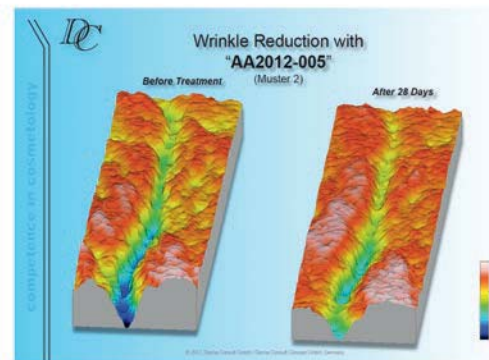 DC
Wrinkle Reduction with
"AA2012-005"
(Muster 2)
Before Treatment
After 28 Days
competence in cosmetology